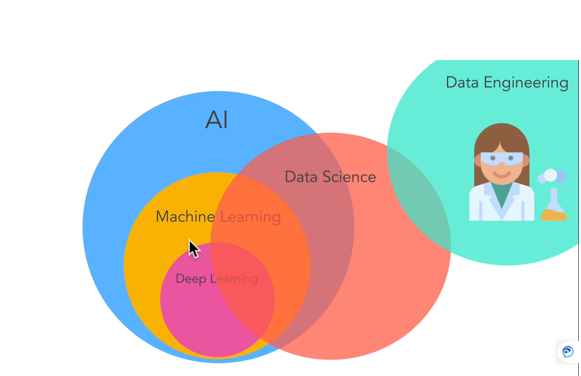 Data Engineering
AI
Data Science
Machine Learning
Deep Learning